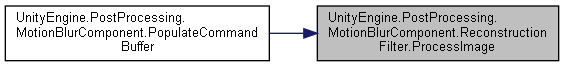 UnityEngine.PostProcessing.
MotionBlurComponent.PopulateCommand
Buffer
UnityEngine.PostProcessing.
MotionBlurComponent.Reconstruction
Filter.ProcessImage